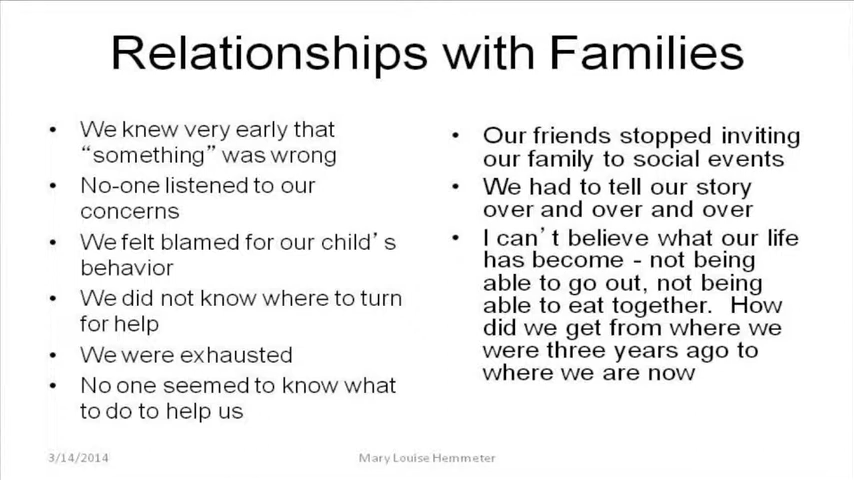 Relationships with Families
• We knew very early that
“something” was wrong
• No-one listened to our
concerns
• We felt blamed for our child’s
behavior
• We did not know where to turn
for help
• We were exhausted
• No one seemed to know what
to do to help us
• Our friends stopped inviting
our family to social events
• We had to tell our story
over and over and over
• I can’t believe what our life
has become - not being
able to go out, not being
able to eat together. How
did we get from where we
were three years ago to
where we are now
3/14/2014
Mary Louise Hemmeter